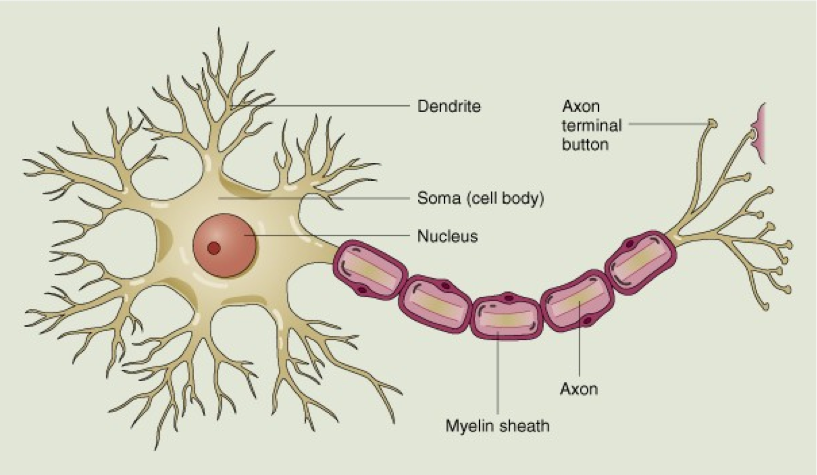 Dendrite
Axon
terminal
button
Soma (cell body)
Nucleus
Axon
Myelin sheath